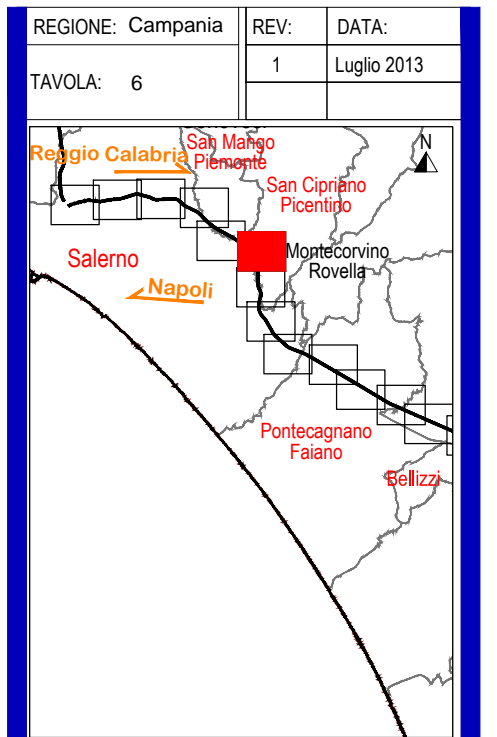 REGIONE: Campania
REV:
DATA:
1
Luglio 2013
TAVOLA: 6
N
San Mango
Piemonte
Reggio Calabria
San Cipriano
Picentino
Salerno
Montecorvino
Rovella
Napoli
Pontecagnano
Faiano
Bellizzi